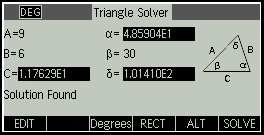 DEG Triangle Solver
A=9 α= 4.85904E1
B=6 β= 30
C= 1.17629E1 δ= 1.01410E2
A δ B
β α
C
Solution Found
EDIT Degrees RECT ALT SOLVE